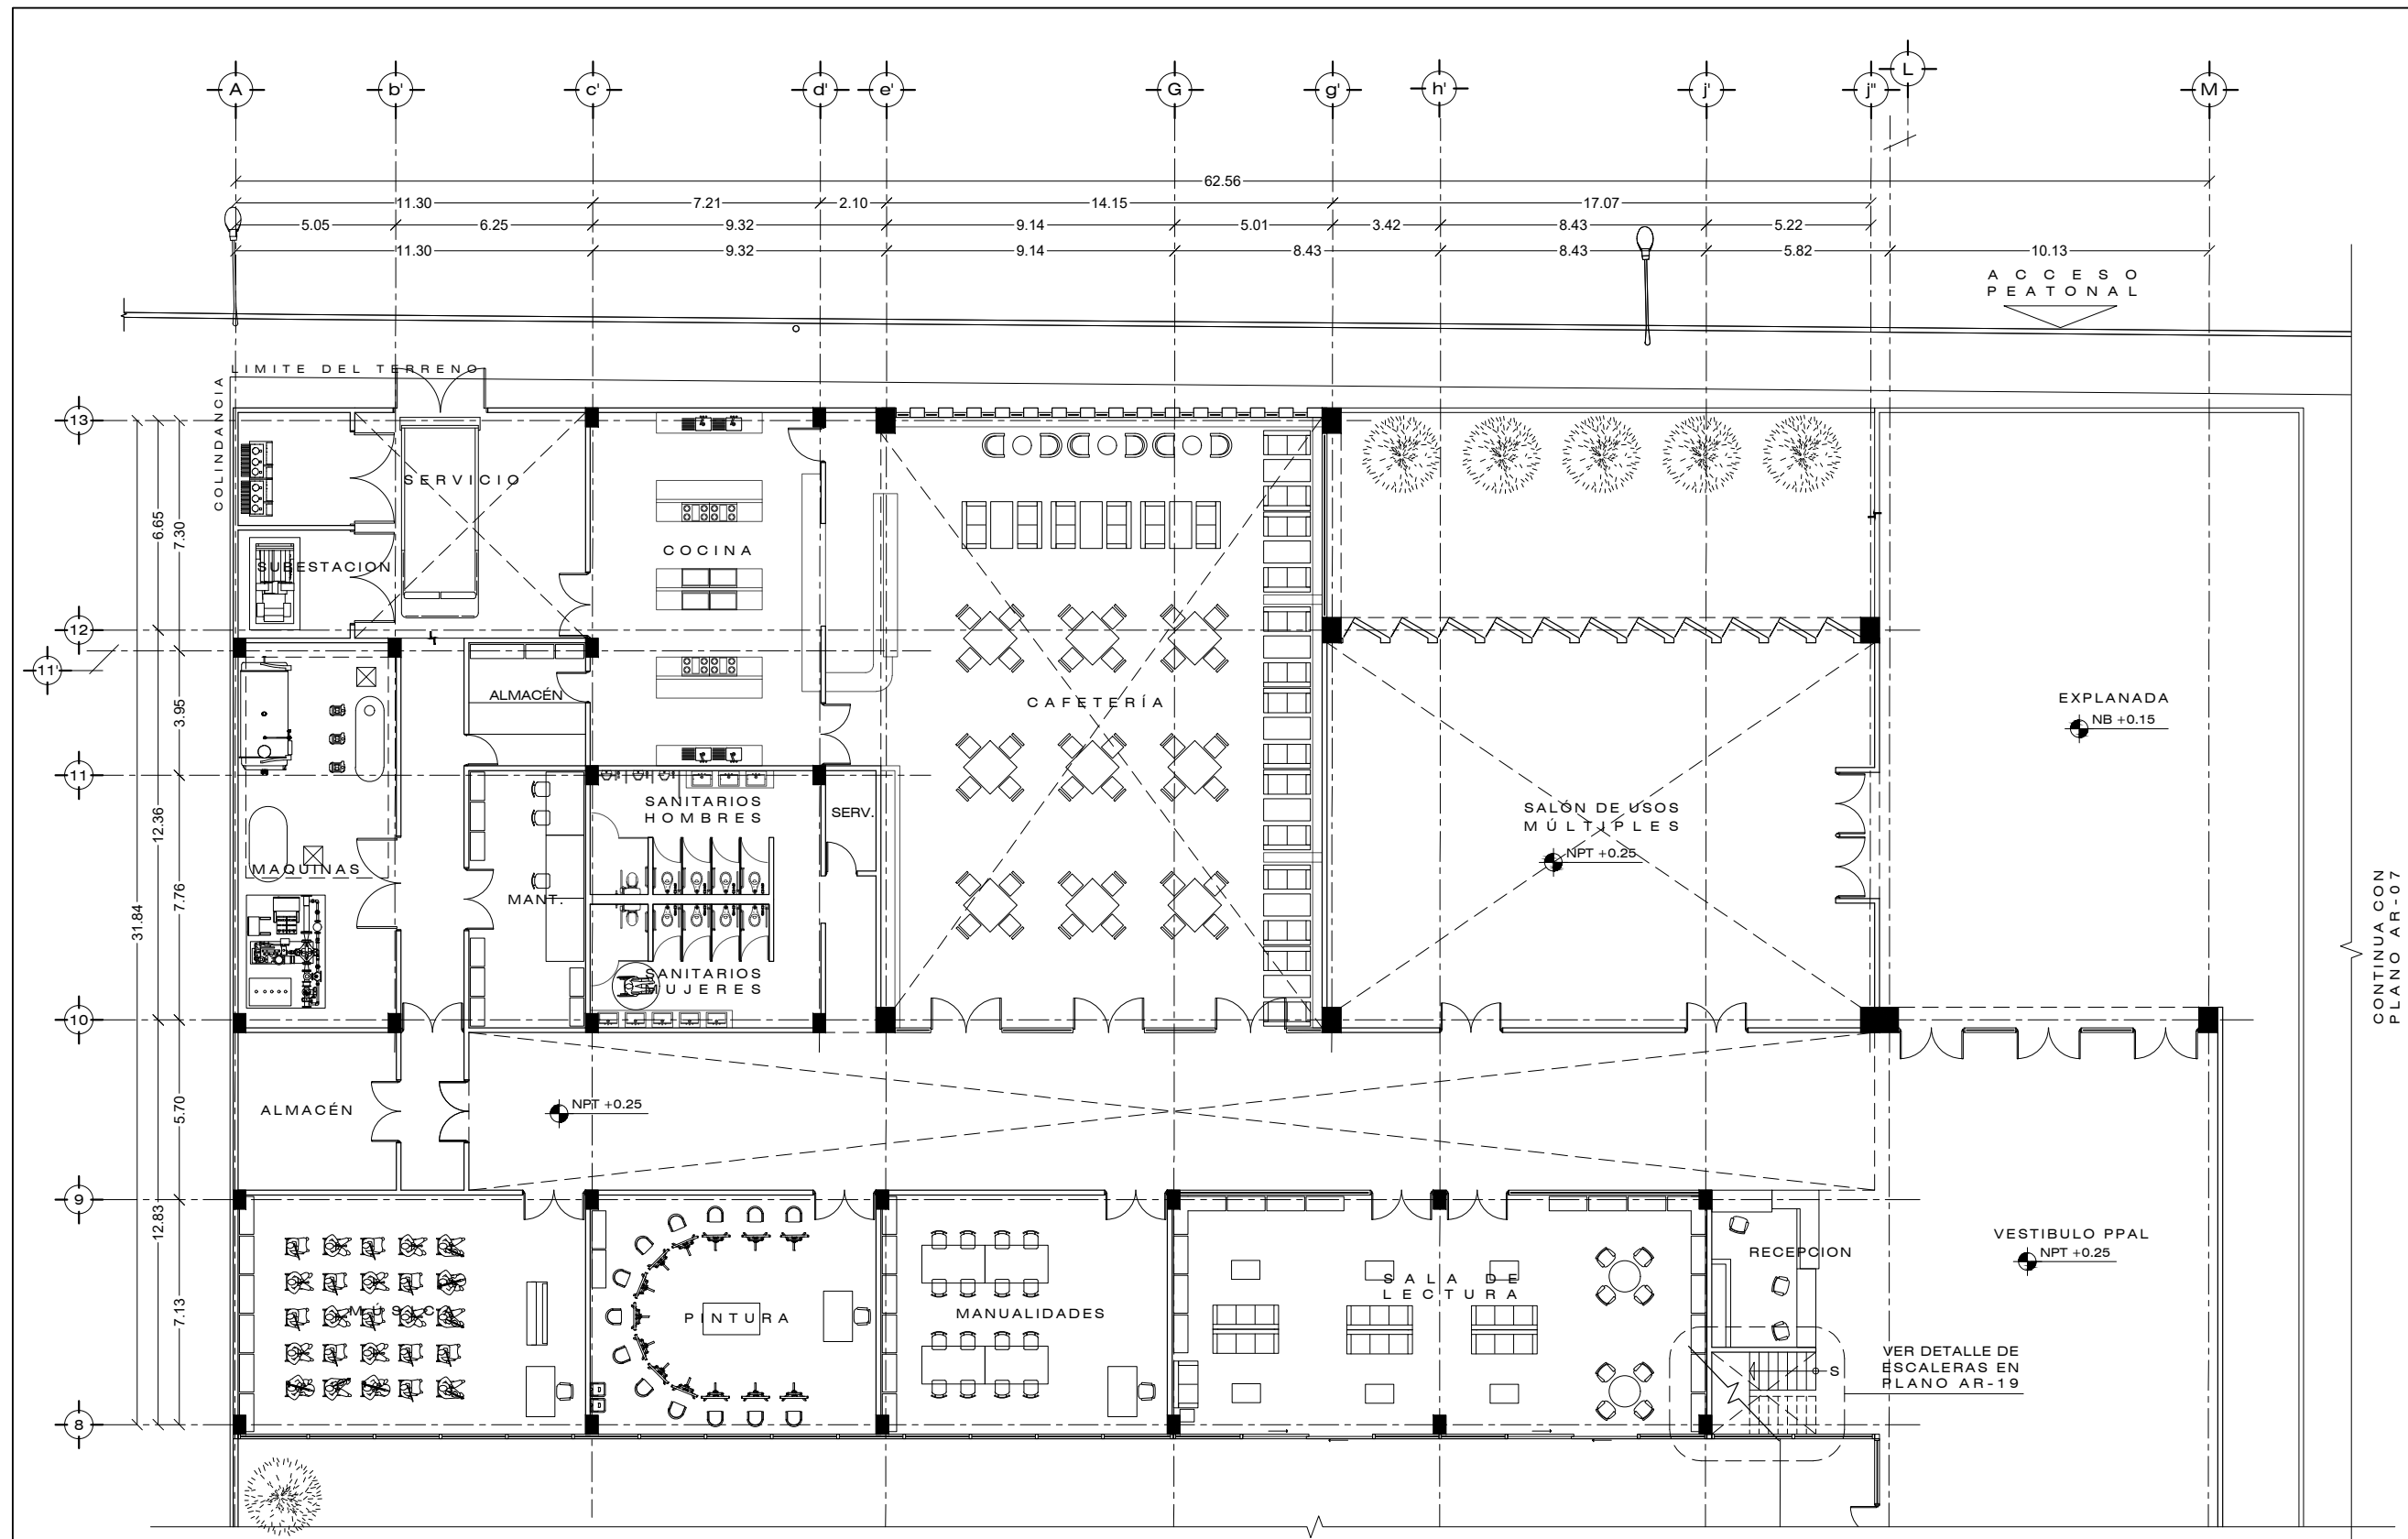 A b' c' d' e' G g' h' j' j'' L M
62.56
11.30 7.21 2.10 14.15 17.07
5.05 6.25 9.32 9.14 5.01 3.42 8.43 5.22
11.30 9.32 9.14 8.43 8.43 5.82 10.13
ACCESO
PEATONAL
LIMITE DEL TERRENO
COLINDANCIA
13
12
11'
11
10
9
8
31.84
6.65
12.36
12.83
7.30
3.95
7.76
5.70
7.13
SERVICIO
SUBESTACION
COCINA
ALMACÉN
CAFETERÍA
EXPLANADA
NB +0.15
SANITARIOS
HOMBRES
SERV.
SALÓN DE USOS
MÚLTIPLES
NPT +0.25
MAQUINAS
MANT.
SANITARIOS
MUJERES
CONTINUA CON
PLANO AR-07
ALMACÉN
NPT +0.25
VESTIBULO PPAL
NPT +0.25
RECEPCION
SALA DE
LECTURA
MÚSICA
PINTURA
MANUALIDADES
VER DETALLE DE
ESCALERAS EN
PLANO AR-19
S